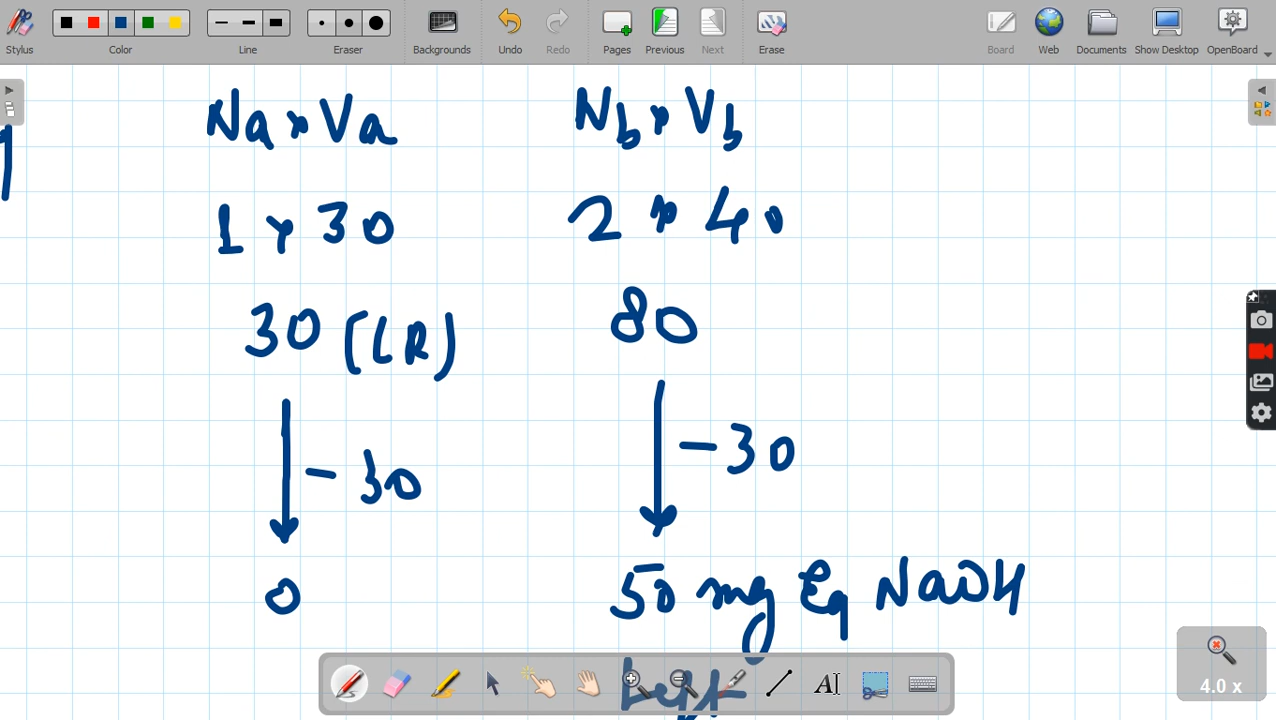 Stylus
Color
Line
Eraser
Backgrounds
Undo
Redo
Pages
Previous
Next
Erase
Board
Web
Documents
Show Desktop
OpenBoard
Na × Va
Nb × Vb
1 × 30
2 × 40
30 (LR)
80
- 30
- 30
0
50 mg Eq NaOH
Left
4.0 x